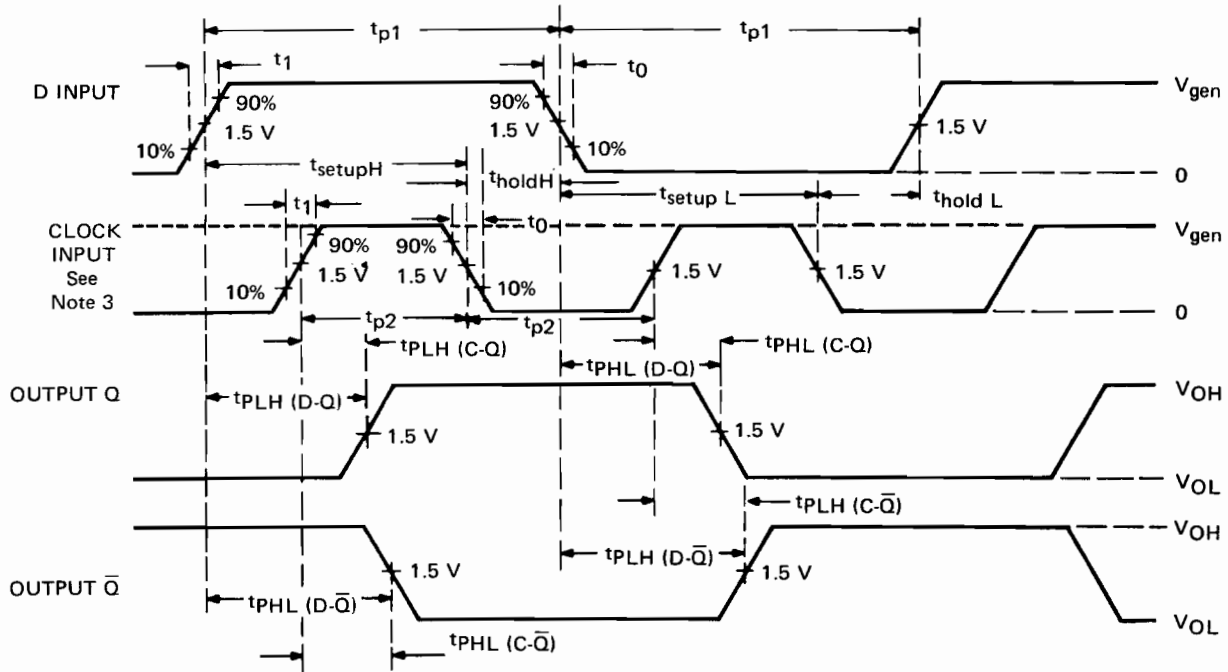 tp1 tp1
t1 t0
D INPUT 90% 90% Vgen
1.5 V 1.5 V 1.5 V
10% 10%
tsetupH
tholdH 0
tsetup L thold L
t1 t0
CLOCK INPUT See Note 3
90% 90% Vgen
1.5 V 1.5 V 1.5 V 1.5 V
10% 10%
tp2 tp2 0
tPLH (C-Q) tPHL (C-Q)
tPHL (D-Q)
OUTPUT Q tPLH (D-Q) VOH
1.5 V 1.5 V
VOL
tPLH (C-Q̅)
VOH
tPLH (D-Q̅)
OUTPUT Q̅ 1.5 V 1.5 V
tPHL (D-Q̅)
VOL
tPHL (C-Q̅)